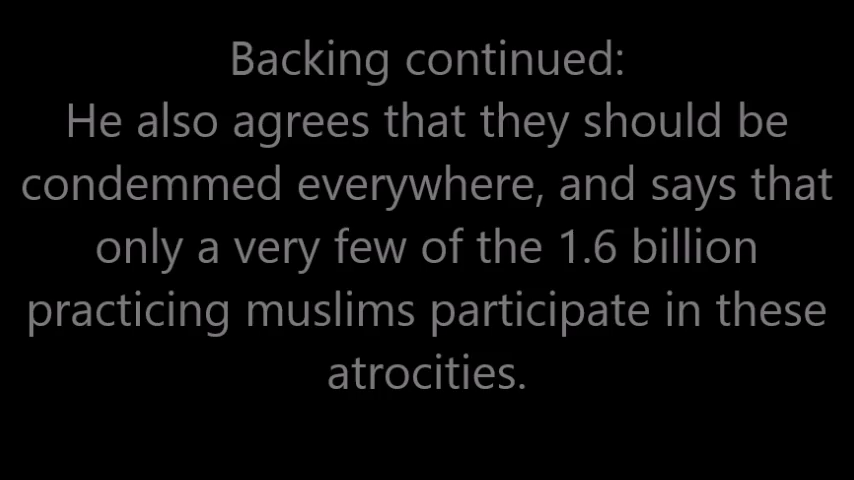 Backing continued:
He also agrees that they should be
condemmed everywhere, and says that
only a very few of the 1.6 billion
practicing muslims participate in these
atrocities.